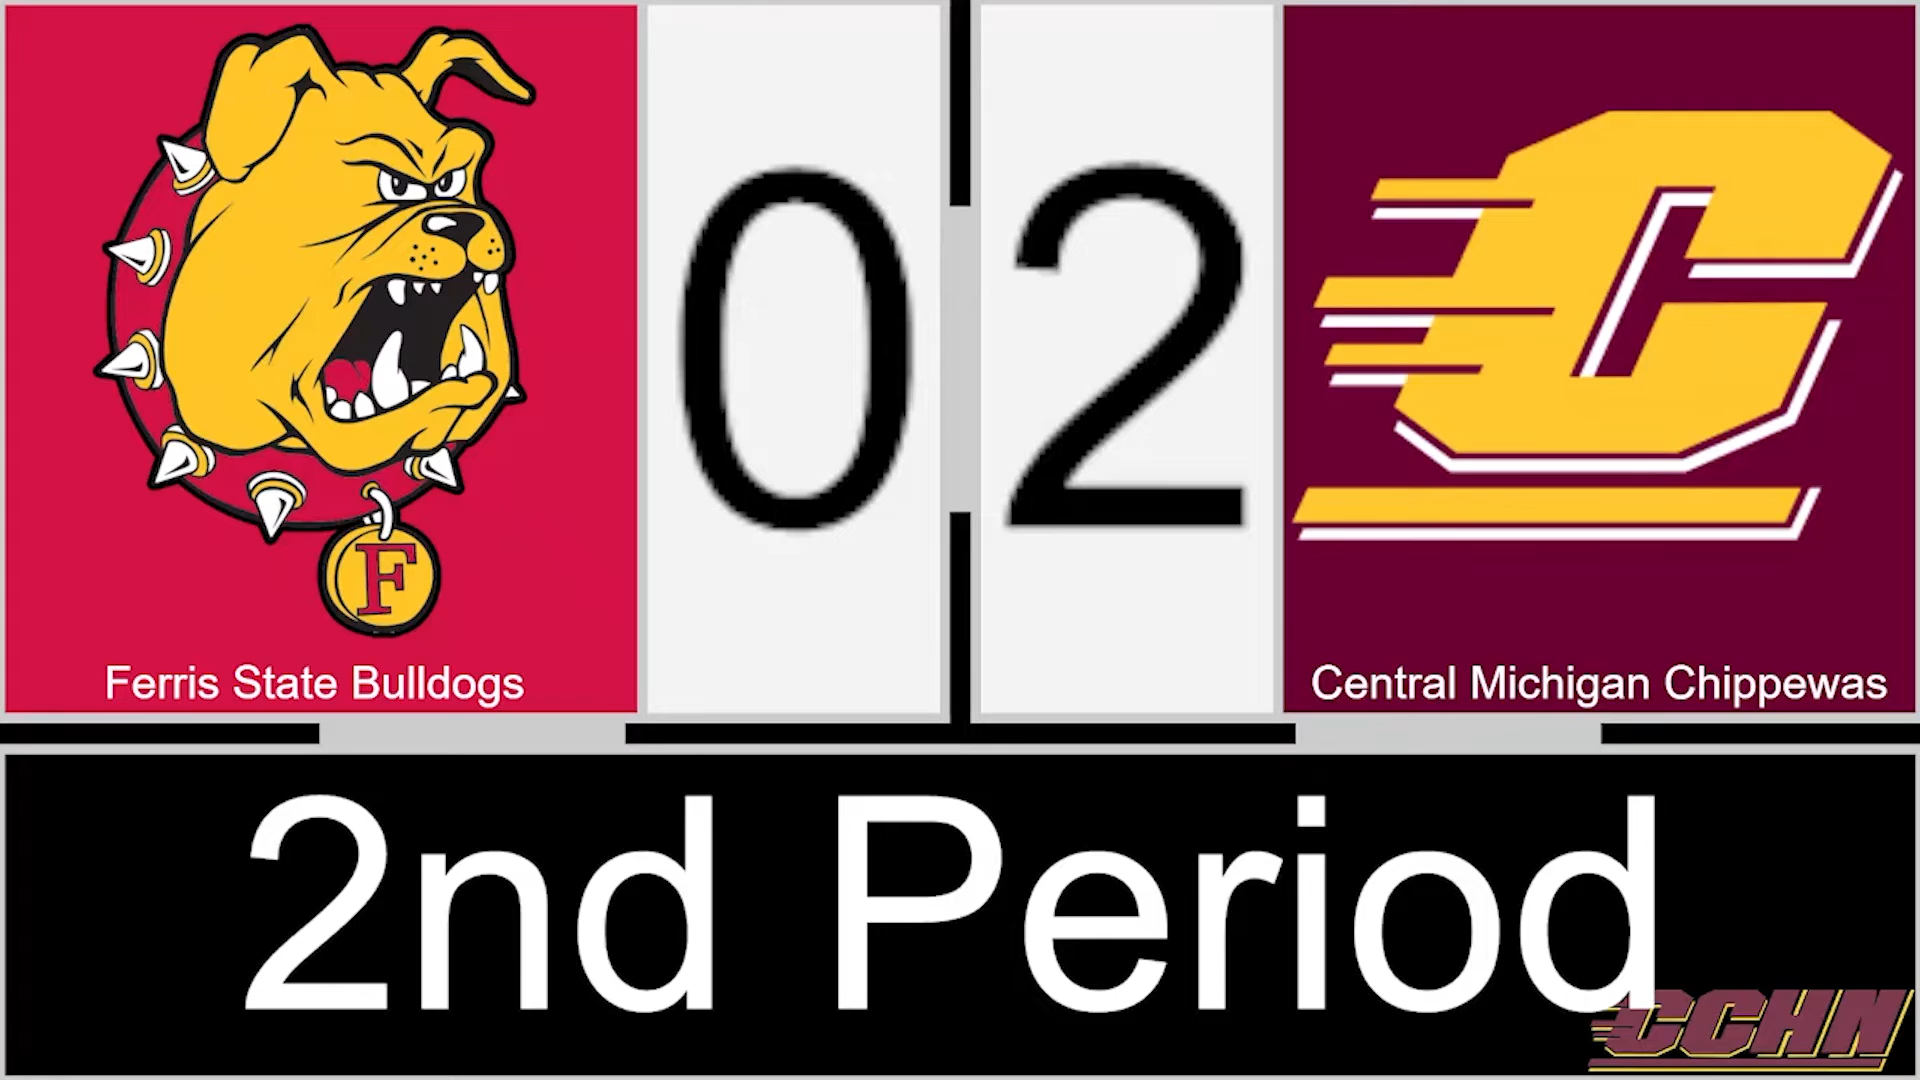 F
0
2
C
Ferris State Bulldogs
Central Michigan Chippewas
2nd Period
CCHN